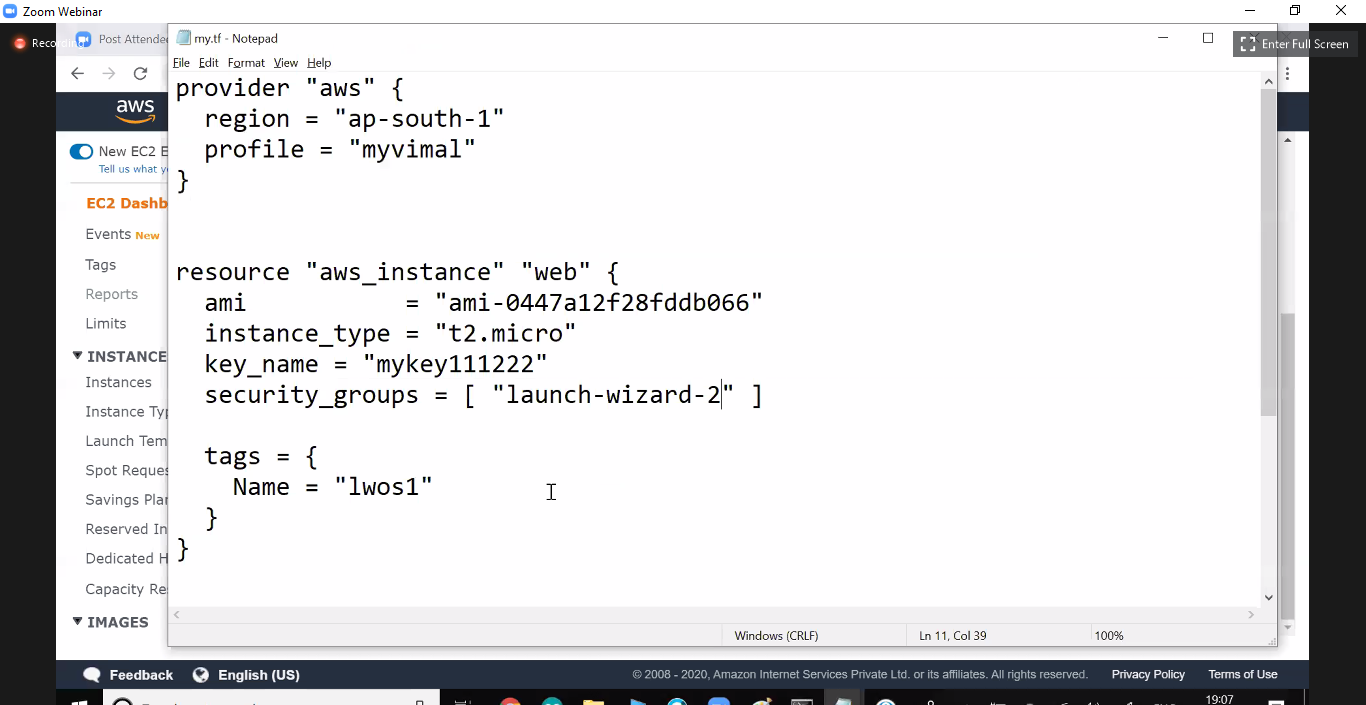 Zoom Webinar
Recording
Post Attendee
my.tf - Notepad
Enter Full Screen
File Edit Format View Help
provider "aws" {
region = "ap-south-1"
profile = "myvimal"
}
resource "aws_instance" "web" {
ami = "ami-0447a12f28fddb066"
instance_type = "t2.micro"
key_name = "mykey111222"
security_groups = [ "launch-wizard-2" ]
tags = {
Name = "lwos1"
}
}
Windows (CRLF) Ln 11, Col 39 100%
aws
New EC2 E
Tell us what y
EC2 Dashb
Events New
Tags
Reports
Limits
INSTANCE
Instances
Instance Typ
Launch Tem
Spot Reques
Savings Plan
Reserved In
Dedicated H
Capacity Re
IMAGES
Feedback English (US) © 2008 - 2020, Amazon Internet Services Private Ltd. or its affiliates. All rights reserved. Privacy Policy Terms of Use
19:07